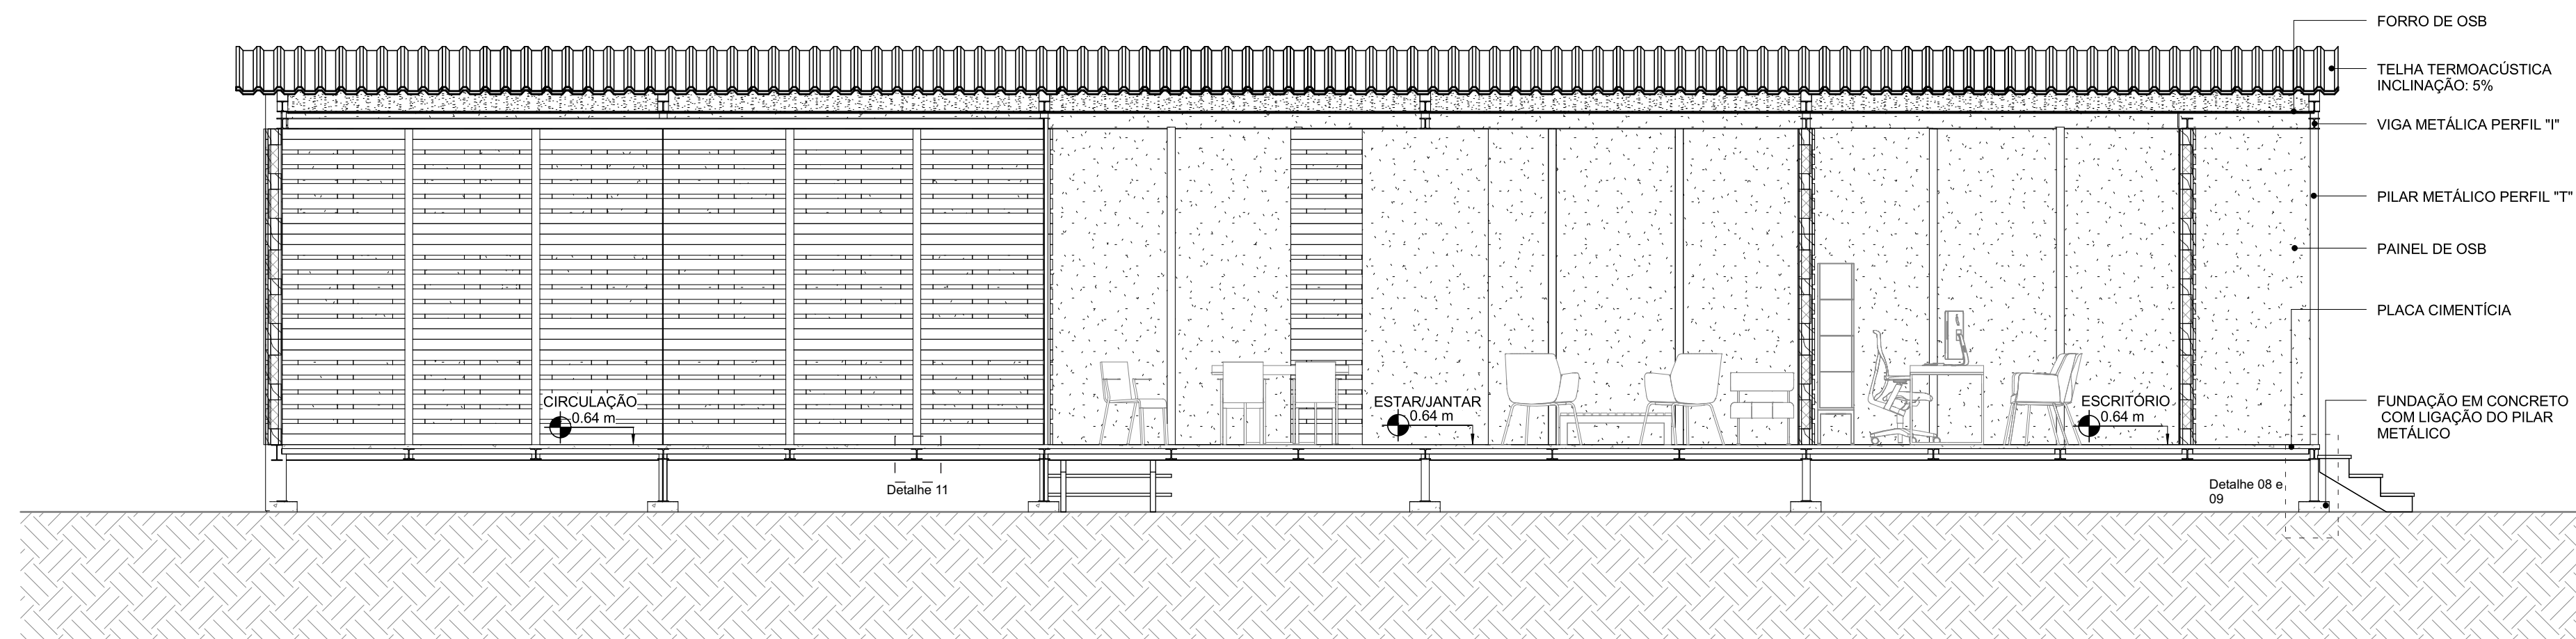 FORRO DE OSB
TELHA TERMOACÚSTICA
INCLINAÇÃO: 5%
VIGA METÁLICA PERFIL "I"
PILAR METÁLICO PERFIL "T"
PAINEL DE OSB
PLACA CIMENTÍCIA
CIRCULAÇÃO
0.64 m
ESTAR/JANTAR
0.64 m
ESCRITÓRIO
0.64 m
FUNDAÇÃO EM CONCRETO
COM LIGAÇÃO DO PILAR
METÁLICO
Detalhe 11
Detalhe 08 e
09